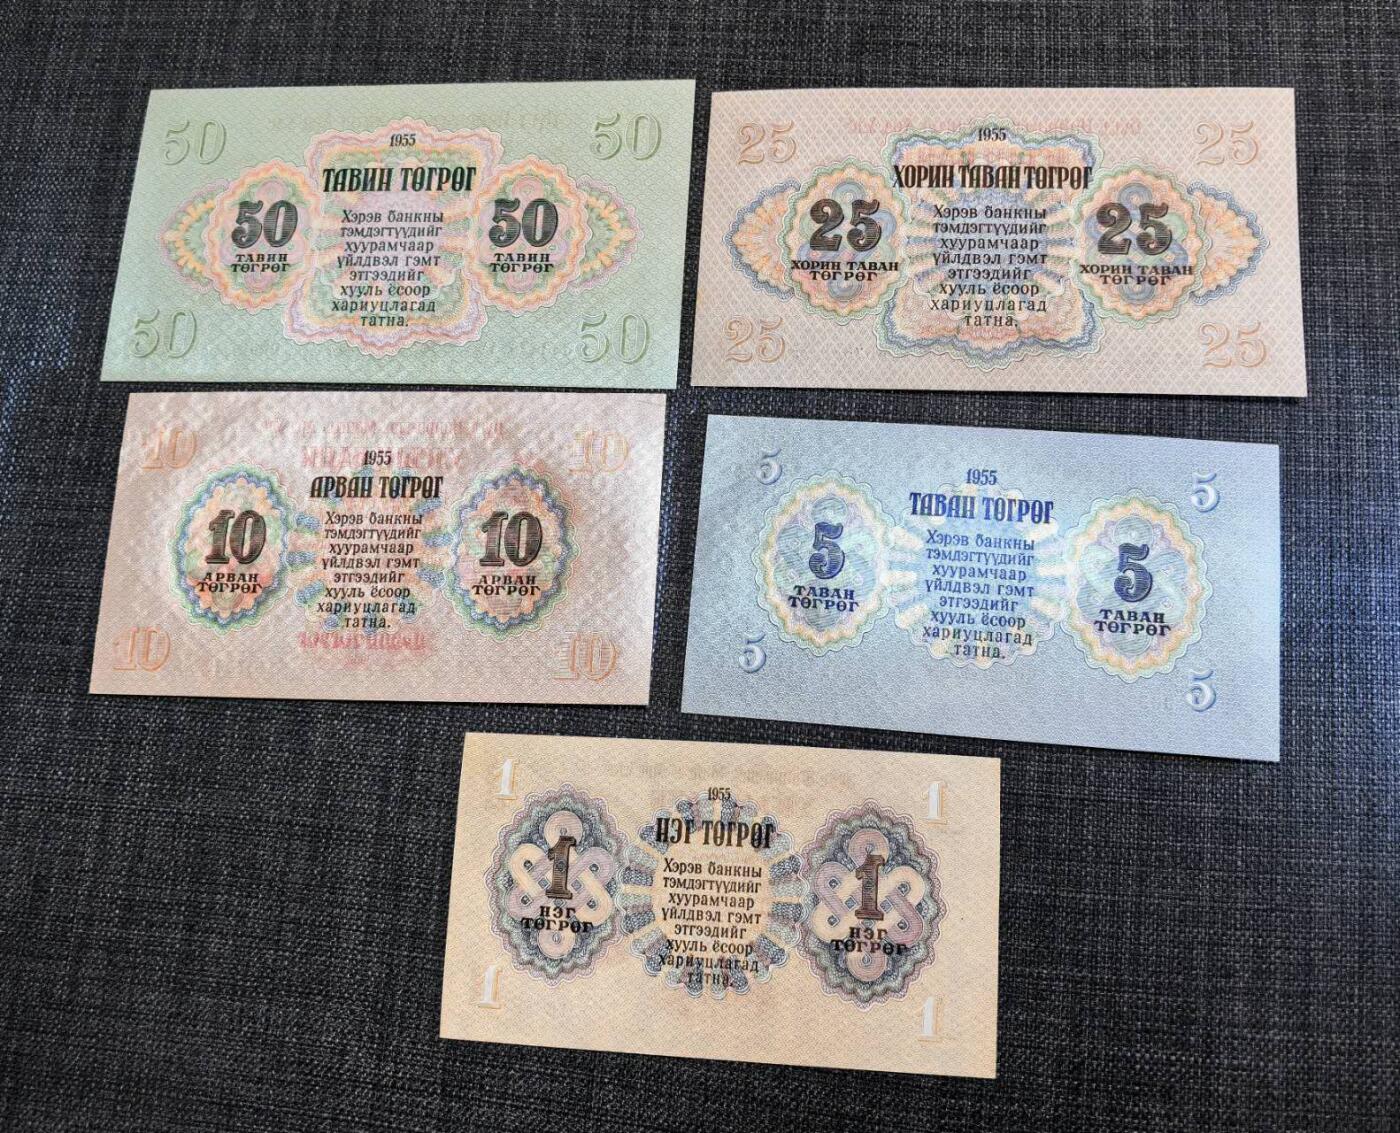 50
50
1955
ТАВИН ТӨГРӨГ
50
ТАВИН
ТӨГРӨГ
Хэрэв банкны
тэмдэгтүүдийг
хуурамчаар
үйлдвэл гэмт
этгээдийг
хууль ёсоор
хариуцлагад
татна.
50
ТАВИН
ТӨГРӨГ
50
50
25
25
1955
ХОРИН ТАВАН ТӨГРӨГ
25
ХОРИН ТАВАН
ТӨГРӨГ
Хэрэв банкны
тэмдэгтүүдийг
хуурамчаар
үйлдвэл гэмт
этгээдийг
хууль ёсоор
хариуцлагад
татна.
25
ХОРИН ТАВАН
ТӨГРӨГ
25
25
10
10
1955
АРВАН ТӨГРӨГ
10
АРВАН
ТӨГРӨГ
Хэрэв банкны
тэмдэгтүүдийг
хуурамчаар
үйлдвэл гэмт
этгээдийг
хууль ёсоор
хариуцлагад
татна.
10
АРВАН
ТӨГРӨГ
10
10
5
5
1955
ТАВАН ТӨГРӨГ
5
ТАВАН
ТӨГРӨГ
Хэрэв банкны
тэмдэгтүүдийг
хуурамчаар
үйлдвэл гэмт
этгээдийг
хууль ёсоор
хариуцлагад
татна.
5
ТАВАН
ТӨГРӨГ
5
5
1
1
1955
НЭГ ТӨГРӨГ
1
НЭГ
ТӨГРӨГ
Хэрэв банкны
тэмдэгтүүдийг
хуурамчаар
үйлдвэл гэмт
этгээдийг
хууль ёсоор
хариуцлагад
татна.
1
НЭГ
ТӨГРӨГ
1
1